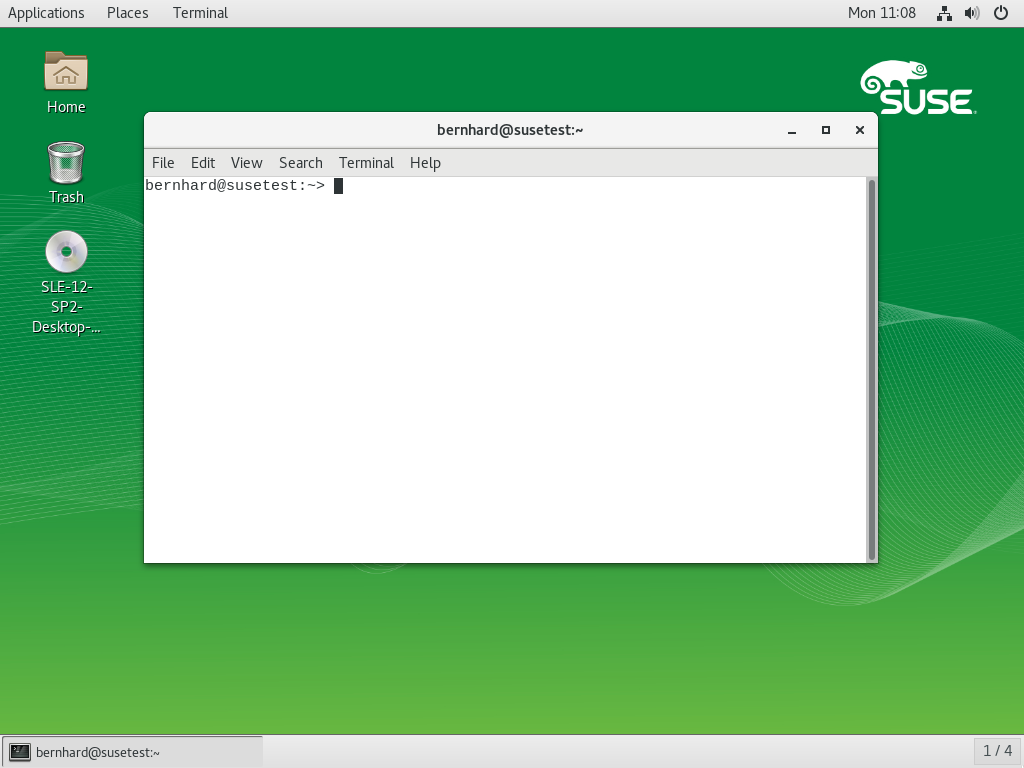 Applications Places Terminal Mon 11:08
Home
Trash
SLE-12-
SP2-
Desktop-...
SUSE
bernhard@susetest:~
File Edit View Search Terminal Help
bernhard@susetest:~>
bernhard@susetest:~
1 / 4